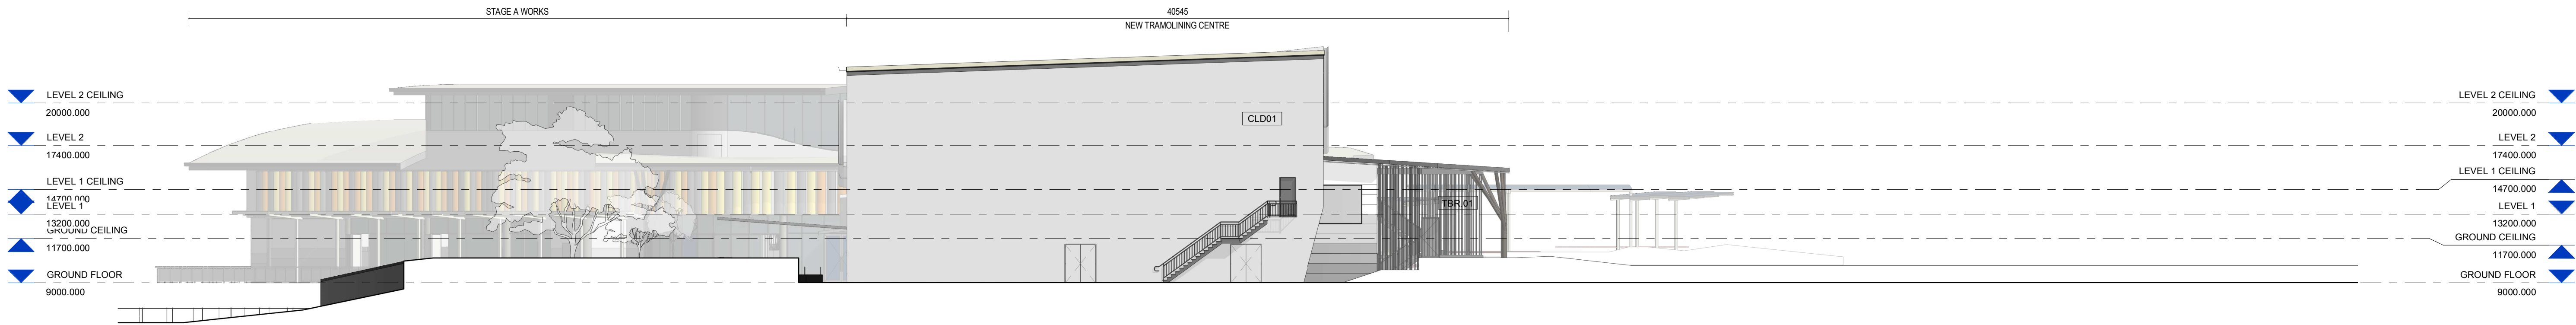 STAGE A WORKS
40545
NEW TRAMOLINING CENTRE
LEVEL 2 CEILING
20000.000
LEVEL 2
17400.000
LEVEL 1 CEILING
14700.000
LEVEL 1
13200.000
GROUND CEILING
11700.000
GROUND FLOOR
9000.000
CLD01
TBR.01
LEVEL 2 CEILING
20000.000
LEVEL 2
17400.000
LEVEL 1 CEILING
14700.000
LEVEL 1
13200.000
GROUND CEILING
11700.000
GROUND FLOOR
9000.000